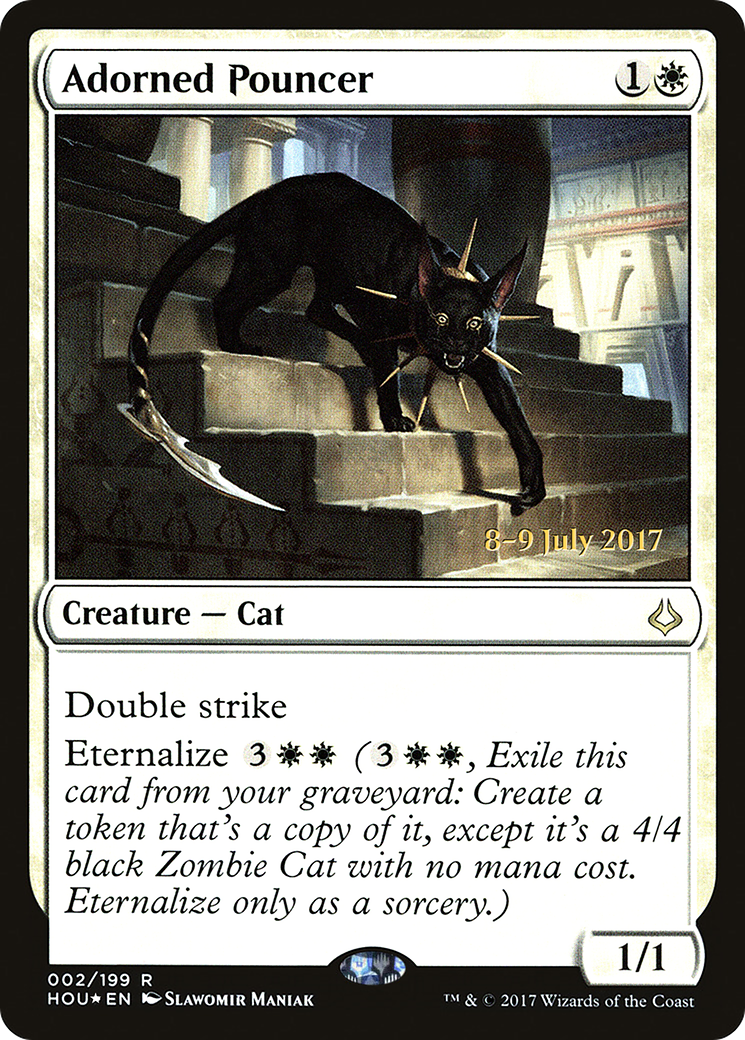 Adorned Pouncer 1
8–9 July 2017
Creature — Cat
Double strike
Eternalize 3 (3, Exile this
card from your graveyard: Create a
token that's a copy of it, except it's a 4/4
black Zombie Cat with no mana cost.
Eternalize only as a sorcery.)
1/1
002/199 R
HOU★EN Slawomir Maniak
™ & © 2017 Wizards of the Coast